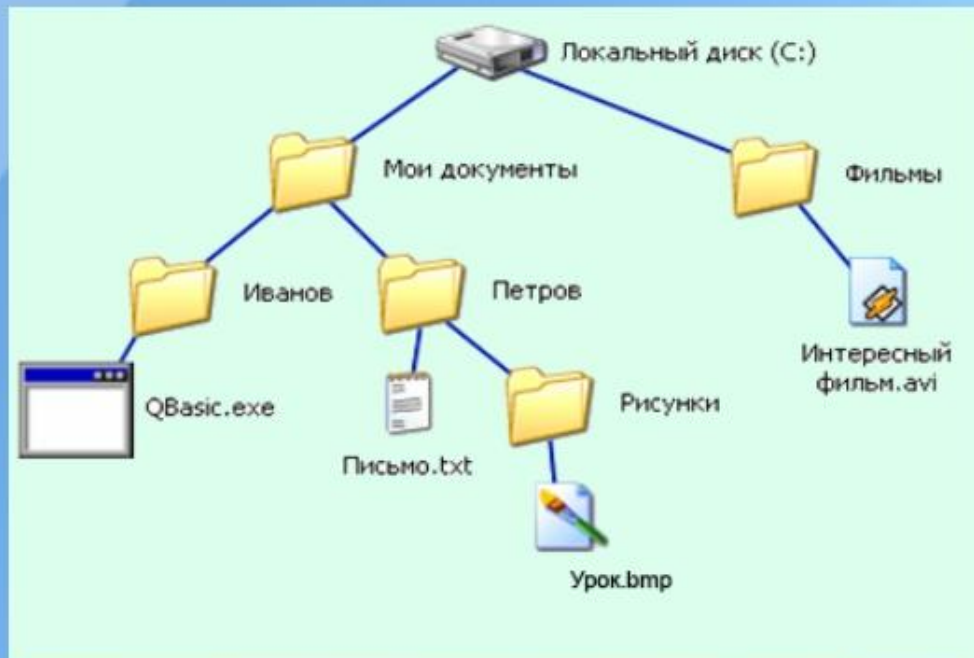 Локальный диск (C:)
Мои документы
Фильмы
Иванов
Петров
Интересный
фильм.avi
QBasic.exe
Рисунки
Письмо.txt
Урок.bmp